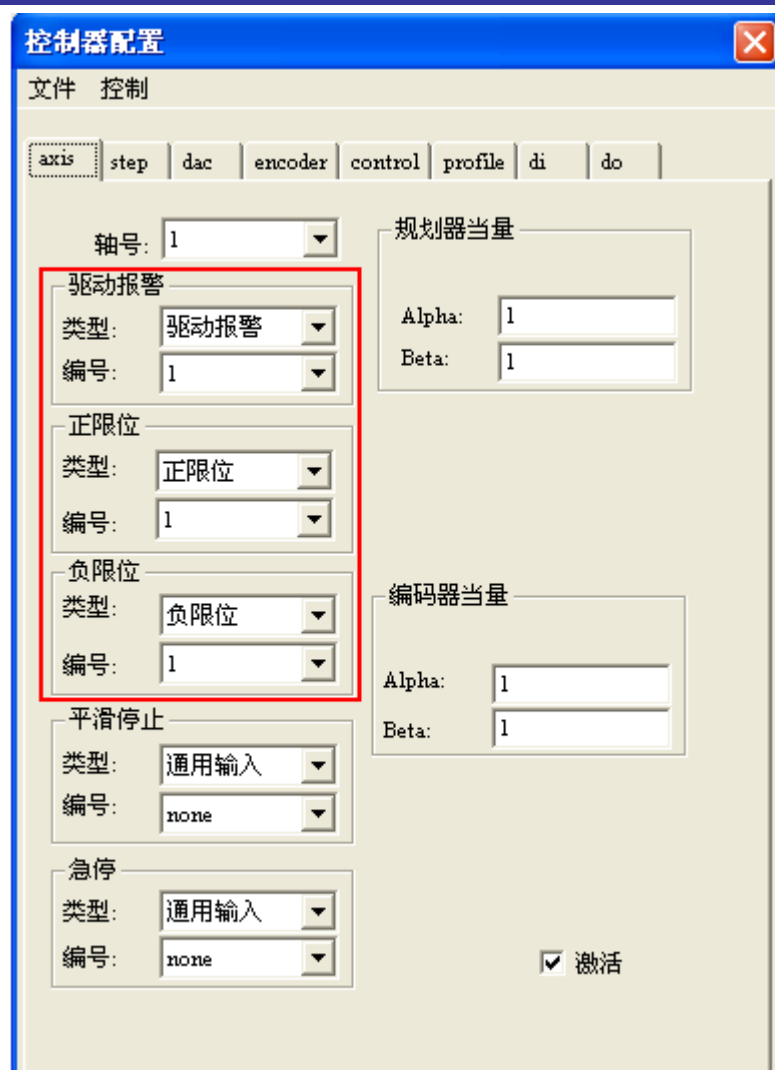 控制器配置
文件 控制
axis step dac encoder control profile di do
轴号: 1
驱动报警
类型: 驱动报警
编号: 1
正限位
类型: 正限位
编号: 1
负限位
类型: 负限位
编号: 1
平滑停止
类型: 通用输入
编号: none
急停
类型: 通用输入
编号: none
规划器当量
Alpha: 1
Beta: 1
编码器当量
Alpha: 1
Beta: 1
激活